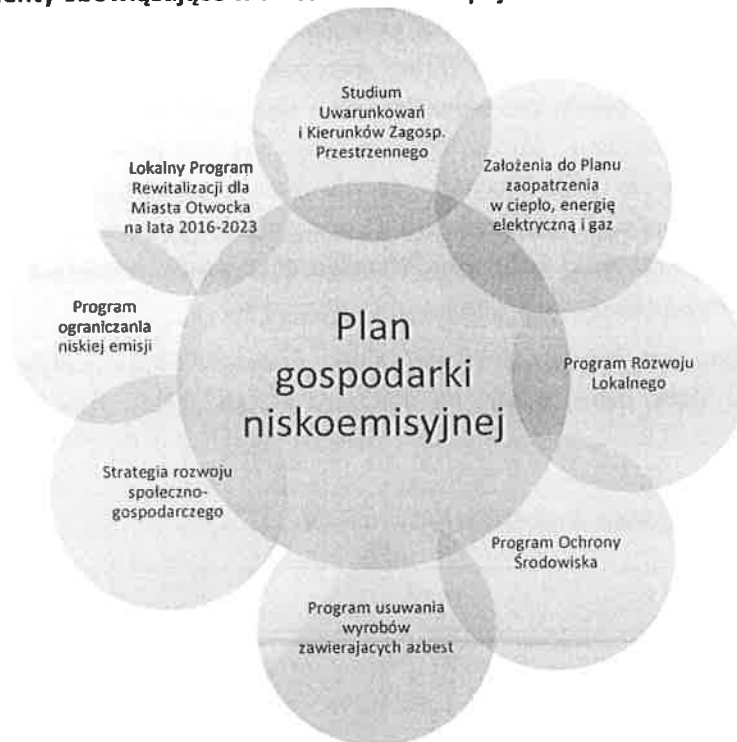 Studium
Uwarunkowań
i Kierunków Zagosp.
Przestrzennego
Założenia do Planu
zaopatrzenia
w ciepło, energię
elektryczną i gaz
Program Rozwoju
Lokalnego
Program Ochrony
Środowiska
Program usuwania
wyrobów
zawierajacych azbest
Strategia rozwoju
społeczno-
gospodarczego
Program
ograniczania
niskiej emisji
Lokalny Program
Rewitalizacji dla
Miasta Otwocka
na lata 2016-2023
Plan
gospodarki
niskoemisyjnej